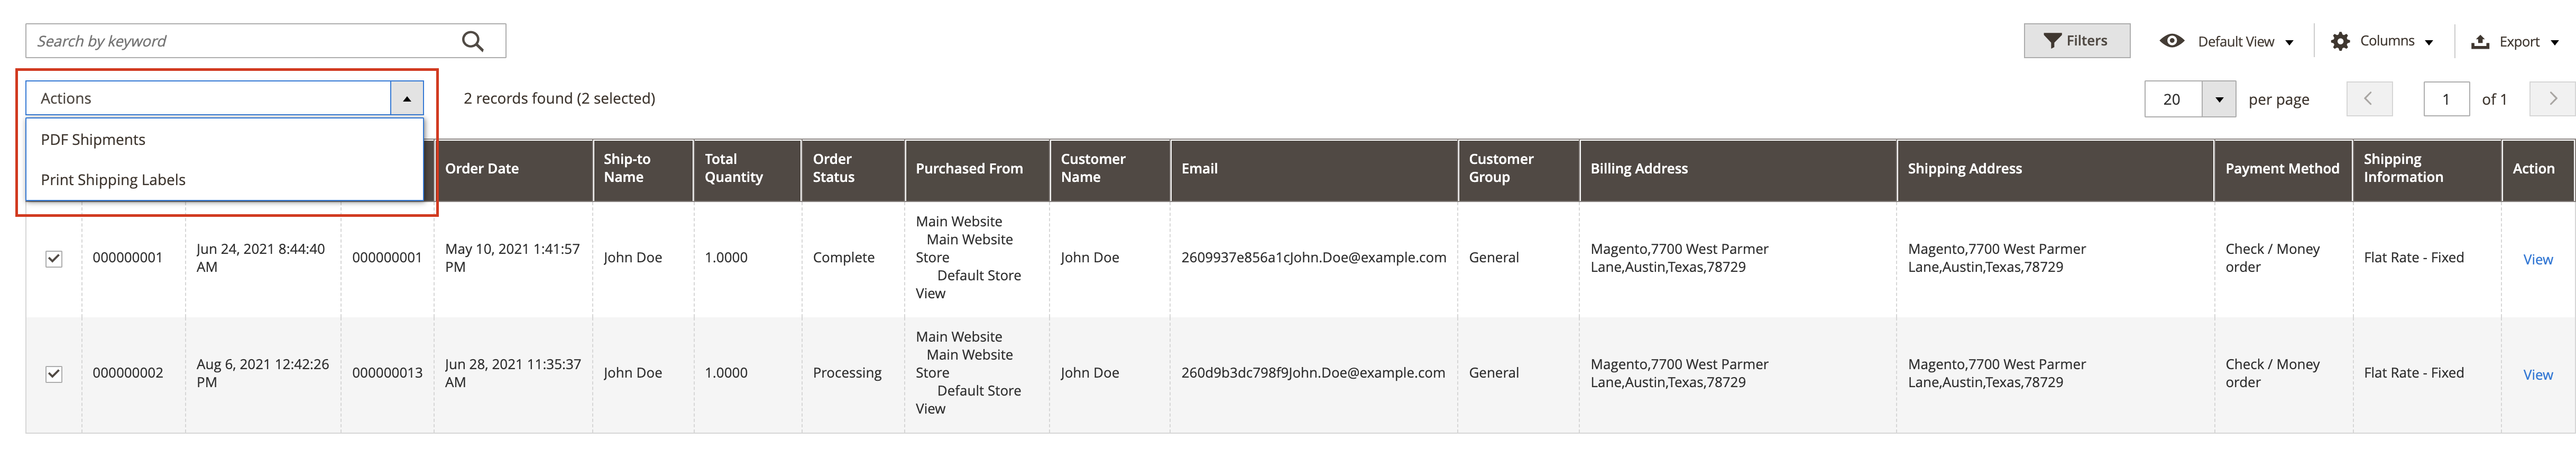 Search by keyword
Filters
Default View
Columns
Export
Actions
2 records found (2 selected)
20
per page
1
of 1
PDF Shipments
Print Shipping Labels
Order Date
Ship-to
Name
Total
Quantity
Order
Status
Purchased From
Customer
Name
Email
Customer
Group
Billing Address
Shipping Address
Payment Method
Shipping
Information
Action
000000001
Jun 24, 2021 8:44:40
AM
000000001
May 10, 2021 1:41:57
PM
John Doe
1.0000
Complete
Main Website
Main Website
Store
Default Store
View
John Doe
2609937e856a1cJohn.Doe@example.com
General
Magento,7700 West Parmer
Lane,Austin,Texas,78729
Magento,7700 West Parmer
Lane,Austin,Texas,78729
Check / Money
order
Flat Rate - Fixed
View
000000002
Aug 6, 2021 12:42:26
PM
000000013
Jun 28, 2021 11:35:37
AM
John Doe
1.0000
Processing
Main Website
Main Website
Store
Default Store
View
John Doe
260d9b3dc798f9John.Doe@example.com
General
Magento,7700 West Parmer
Lane,Austin,Texas,78729
Magento,7700 West Parmer
Lane,Austin,Texas,78729
Check / Money
order
Flat Rate - Fixed
View